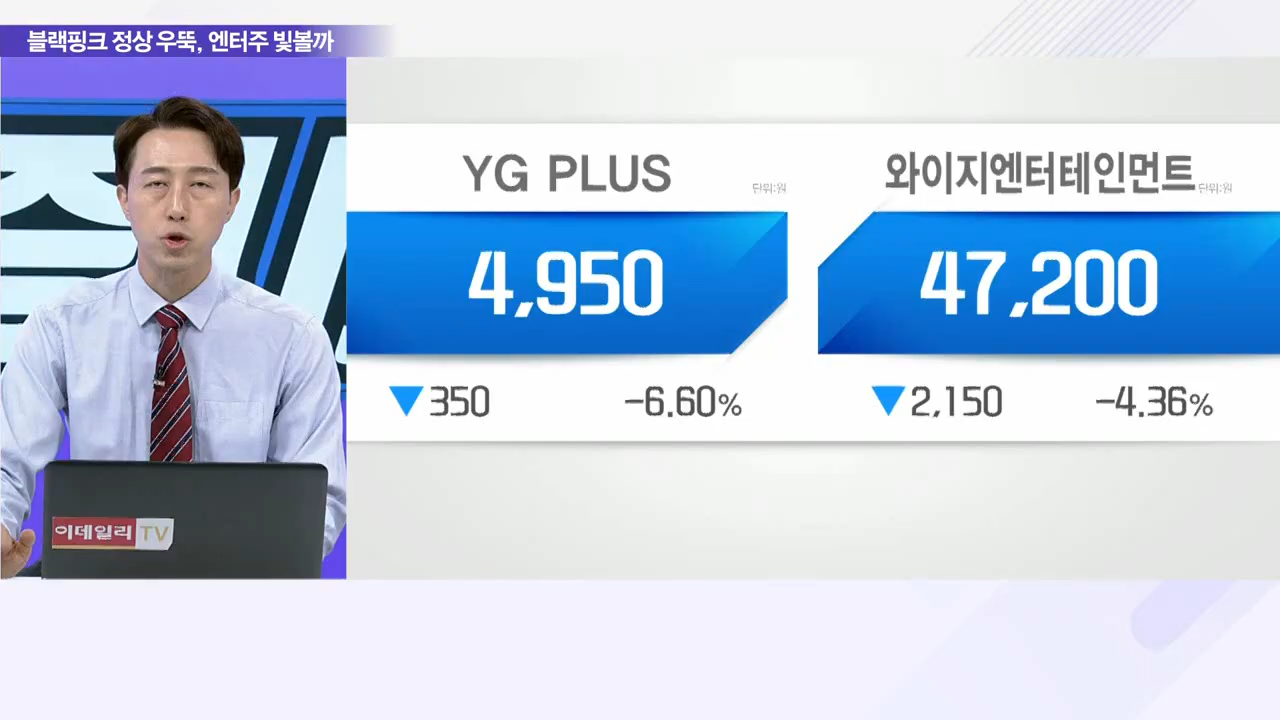 블랙핑크 정상 우뚝, 엔터주 빛볼까
YG PLUS
단위:원
4,950
▼350 -6.60%
와이지엔터테인먼트
단위:원
47,200
▼2,150 -4.36%
이데일리 TV